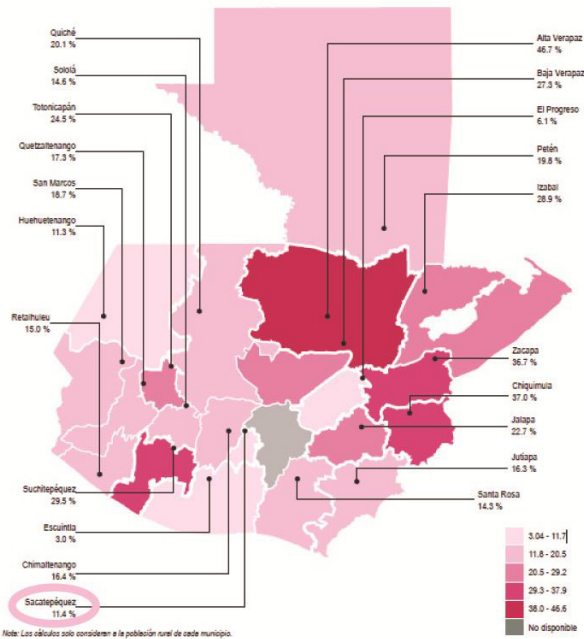 Quiché
20.1 %
Sololá
14.6 %
Totonicapán
24.5 %
Quetzaltenango
17.3 %
San Marcos
18.7 %
Huehuetenango
11.3 %
Retalhuleu
15.0 %
Suchitepéquez
29.5 %
Escuintla
3.0 %
Chimaltenango
16.4 %
Sacatepéquez
11.4 %
Alta Verapaz
46.7 %
Baja Verapaz
27.3 %
El Progreso
6.1 %
Petén
19.8 %
Izabal
28.9 %
Zacapa
36.7 %
Chiquimula
37.0 %
Jalapa
22.7 %
Jutiapa
16.3 %
Santa Rosa
14.3 %
3.04 - 11.7
11.8 - 20.5
20.5 - 29.2
29.3 - 37.9
38.0 - 46.6
No disponible
Nota: Los cálculos solo consideran a la población rural de cada municipio.